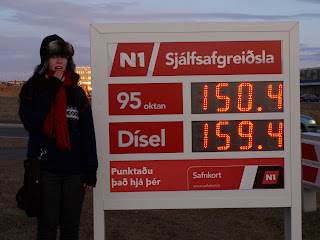 N1 Sjálfsafgreiðsla
95 oktan 150.4
Dísel 159.4
Punktaðu
það hjá þér
Safnkort
N1